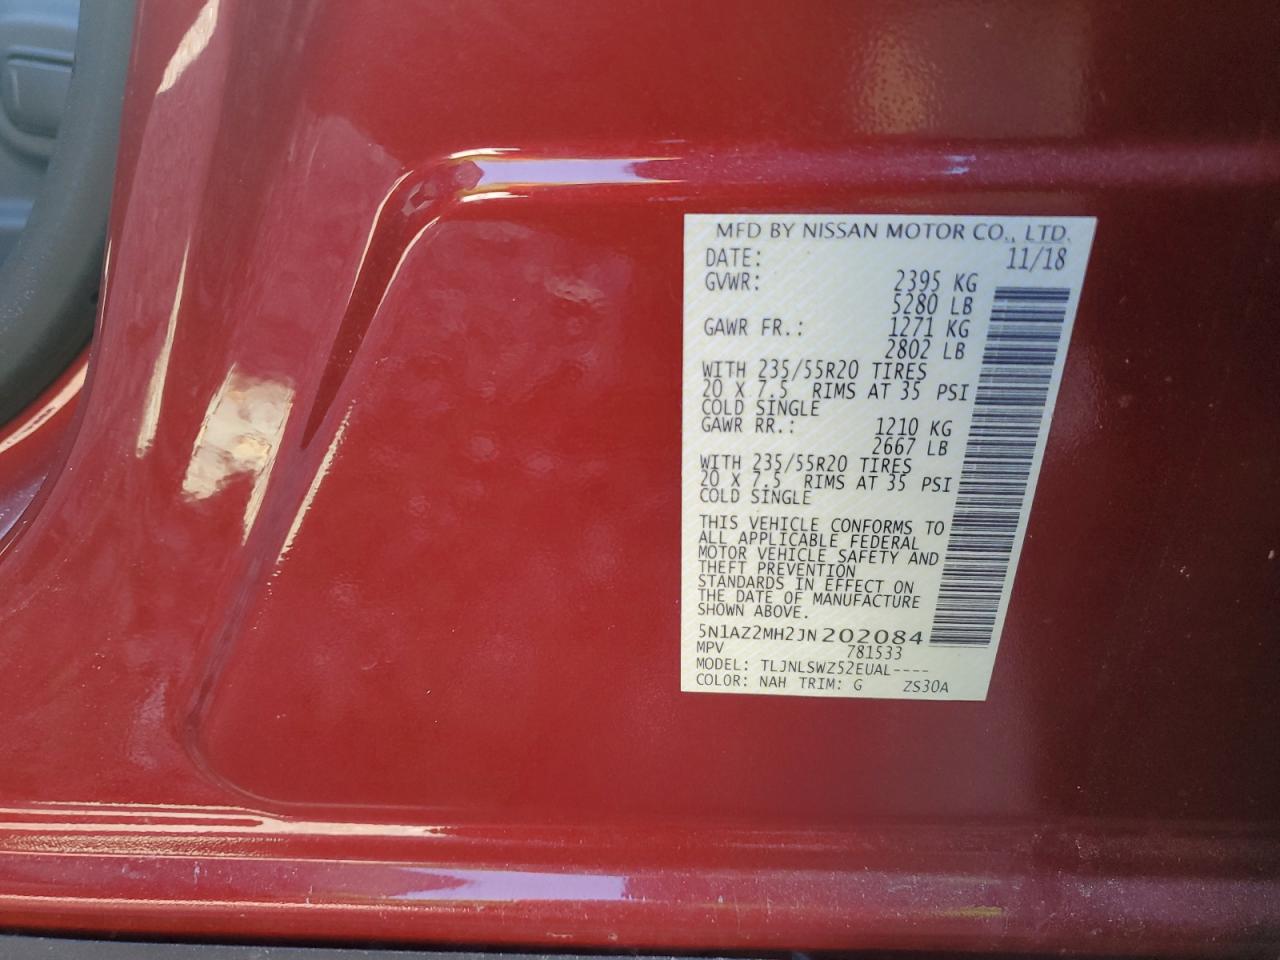 MFD BY NISSAN MOTOR CO., LTD.
DATE: 11/18
GVWR: 2395 KG
5280 LB
GAWR FR.: 1271 KG
2802 LB
WITH 235/55R20 TIRES
20 X 7.5 RIMS AT 35 PSI
COLD SINGLE
GAWR RR.: 1210 KG
2667 LB
WITH 235/55R20 TIRES
20 X 7.5 RIMS AT 35 PSI
COLD SINGLE
THIS VEHICLE CONFORMS TO
ALL APPLICABLE FEDERAL
MOTOR VEHICLE SAFETY AND
THEFT PREVENTION
STANDARDS IN EFFECT ON
THE DATE OF MANUFACTURE
SHOWN ABOVE.
5N1AZ2MH2JN202084
MPV 781533
MODEL: TLJNLSWZ52EUAL----
COLOR: NAH TRIM: G ZS30A